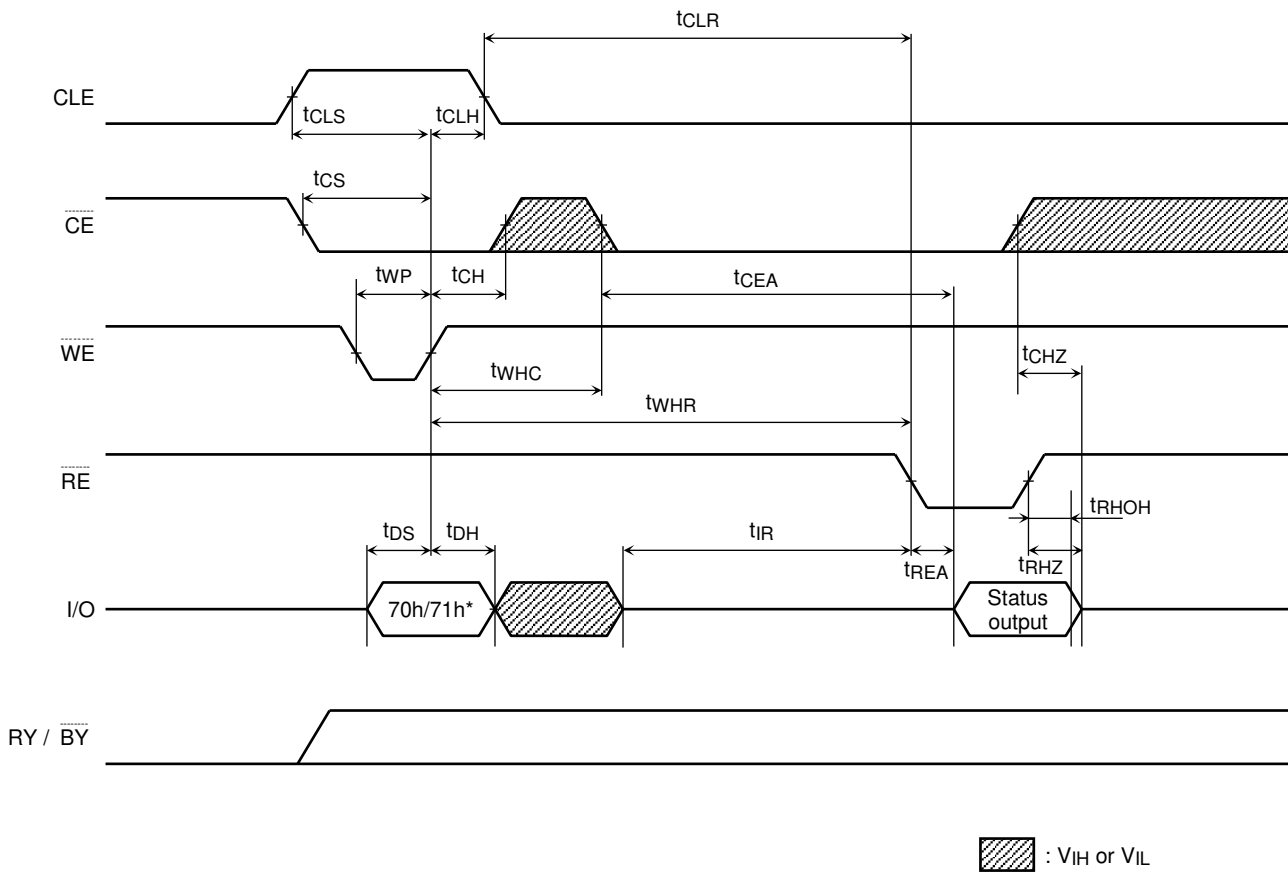 tCLR
CLE
tCLS
tCLH
tCS
CE
tWP
tCH
tCEA
WE
tCHZ
tWHC
tWHR
RE
tRHOH
tDS
tDH
tIR
tREA
tRHZ
I/O
70h/71h*
Status
output
RY / BY
: VIH or VIL